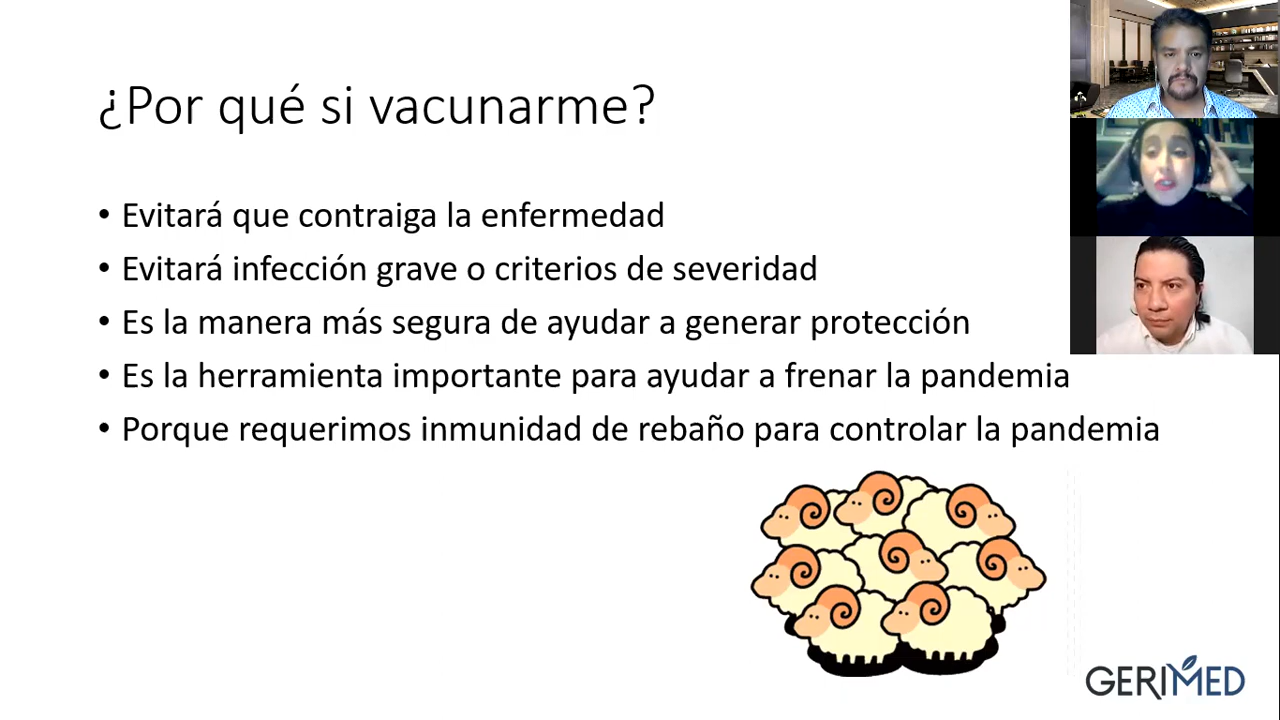 ¿Por qué si vacunarme?
• Evitará que contraiga la enfermedad
• Evitará infección grave o criterios de severidad
• Es la manera más segura de ayudar a generar protección
• Es la herramienta importante para ayudar a frenar la pandemia
• Porque requerimos inmunidad de rebaño para controlar la pandemia
GERIMED